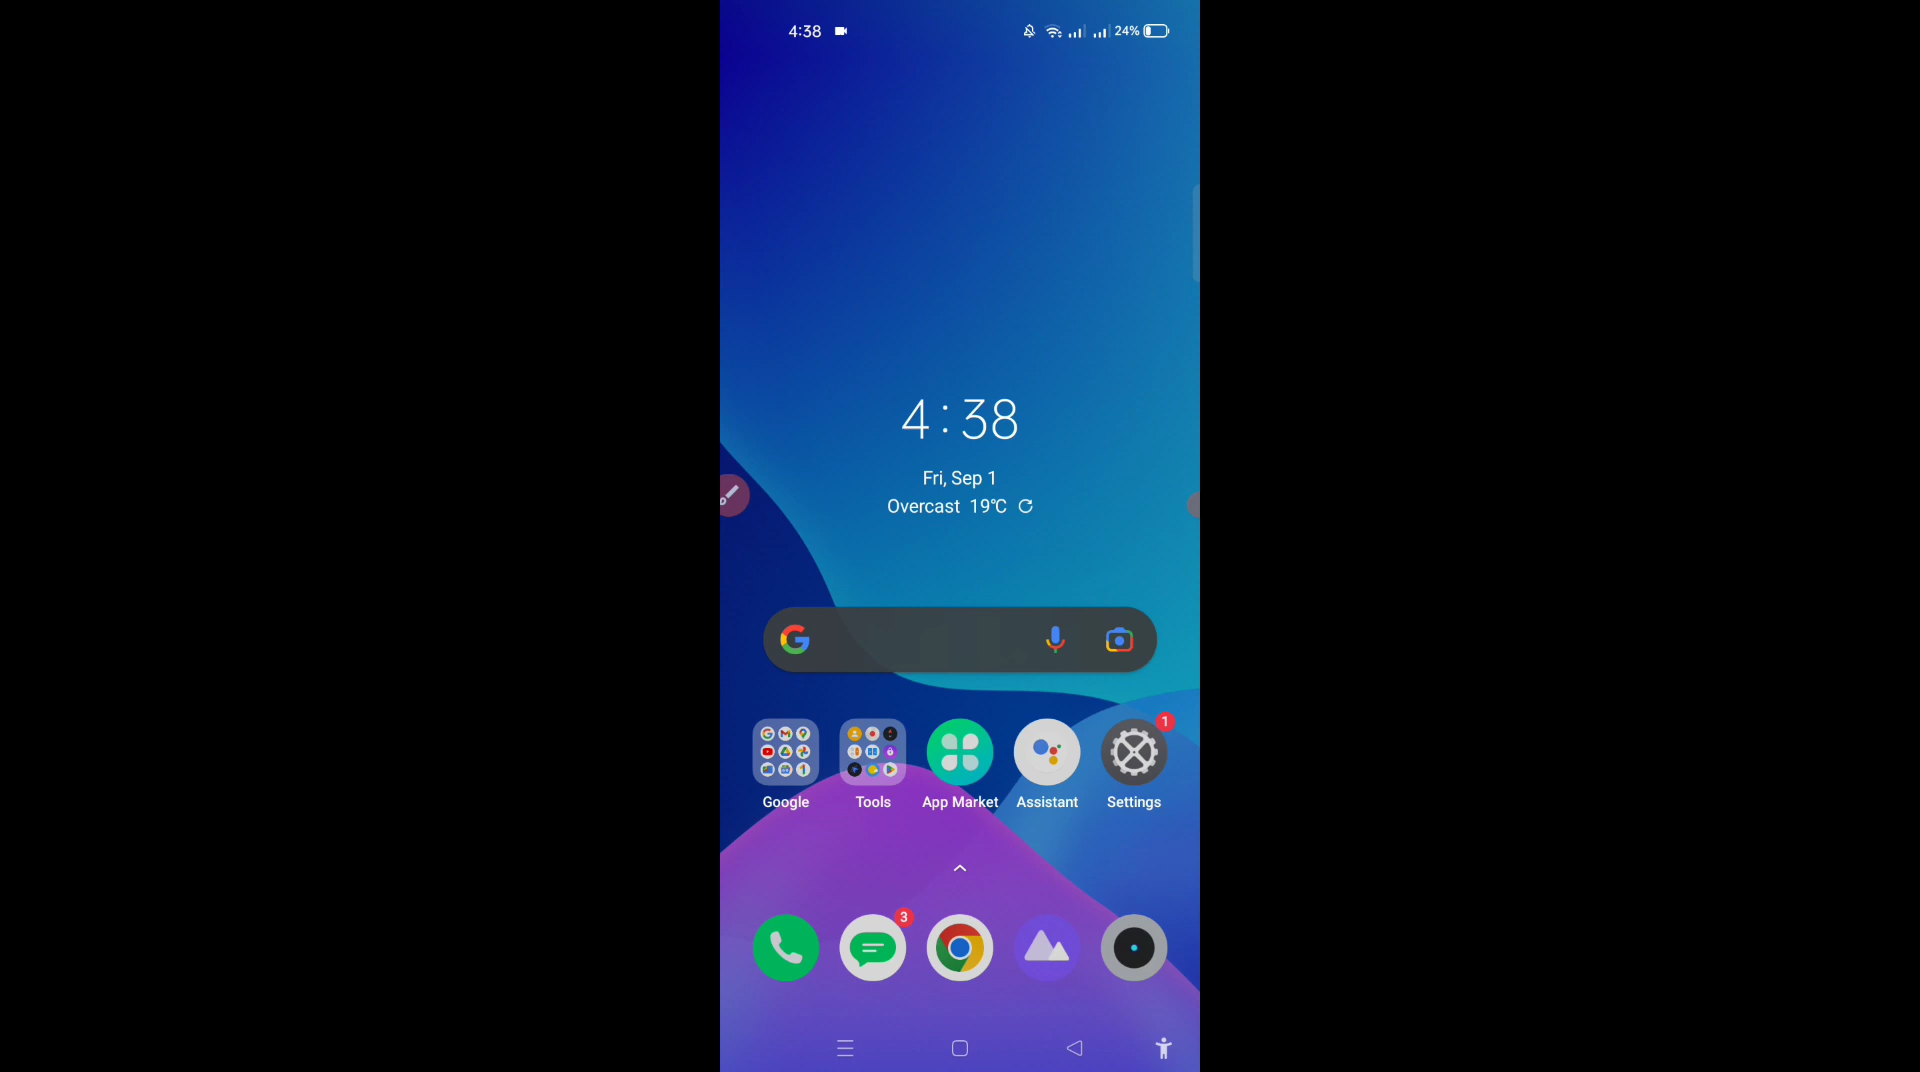 4:38
24%
4:38
Fri, Sep 1
Overcast 19°C
1
Google Tools App Market Assistant Settings
3